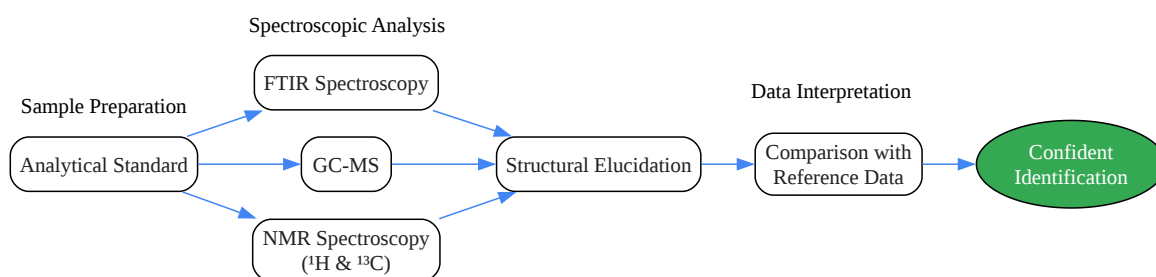 Spectroscopic Analysis
FTIR Spectroscopy
Sample Preparation
Data Interpretation
Analytical Standard
GC-MS
Structural Elucidation
Comparison with
Reference Data
Confident
Identification
NMR Spectroscopy
(¹H & ¹³C)